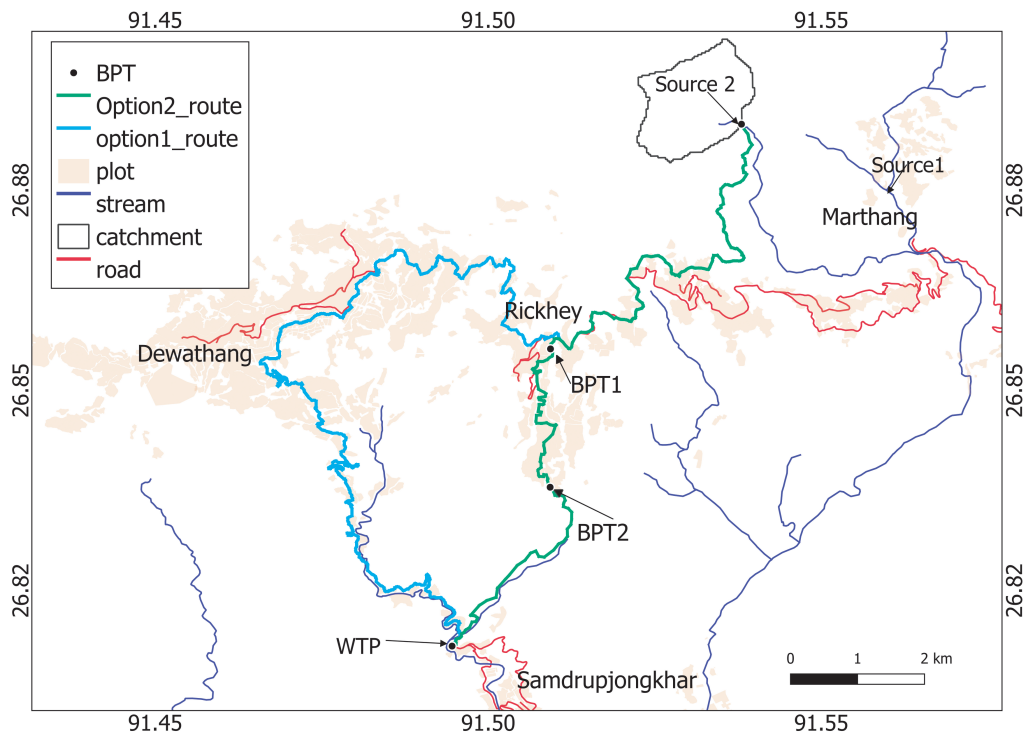 91.45 91.50 91.55
BPT
Option2_route
option1_route
plot
stream
catchment
road
Source 2
Source1
Marthang
26.88
26.88
Rickhey
Dewathang
BPT1
26.85
26.85
BPT2
26.82
26.82
WTP
Samdrupjongkhar
0 1 2 km
91.45 91.50 91.55